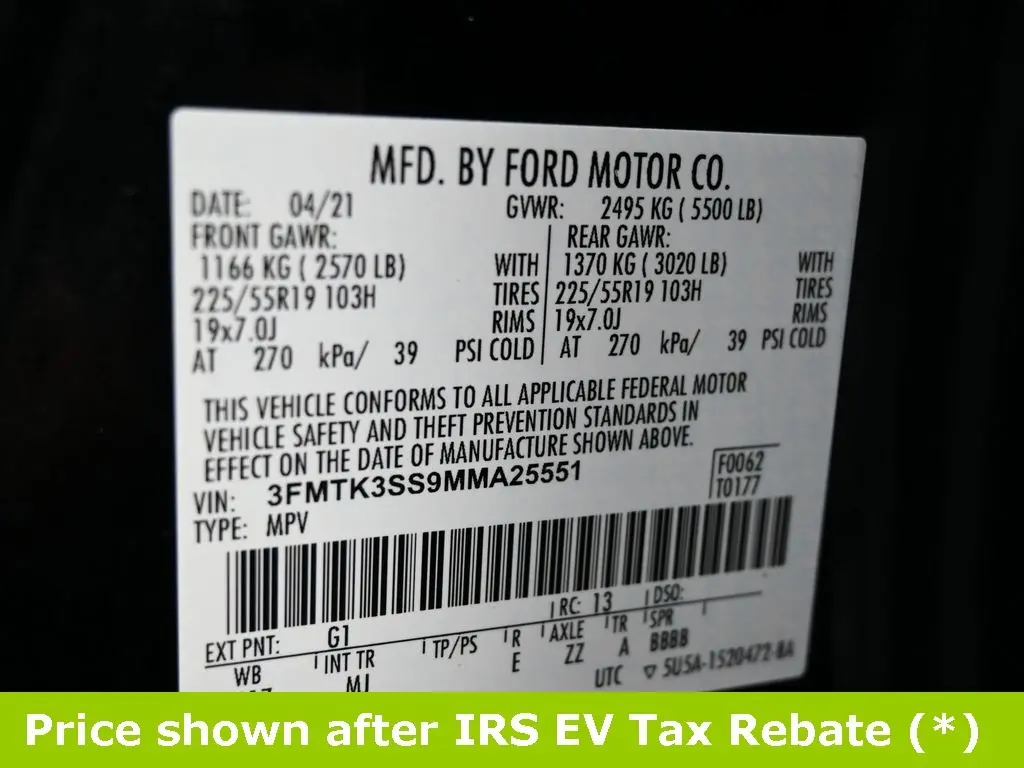 MFD. BY FORD MOTOR CO.
DATE: 04/21 GVWR: 2495 KG ( 5500 LB)
FRONT GAWR: REAR GAWR:
1166 KG ( 2570 LB) WITH 1370 KG ( 3020 LB) WITH
225/55R19 103H TIRES 225/55R19 103H TIRES
19x7.0J RIMS 19x7.0J RIMS
AT 270 kPa/ 39 PSI COLD AT 270 kPa/ 39 PSI COLD
THIS VEHICLE CONFORMS TO ALL APPLICABLE FEDERAL MOTOR
VEHICLE SAFETY AND THEFT PREVENTION STANDARDS IN
EFFECT ON THE DATE OF MANUFACTURE SHOWN ABOVE.
F0062
VIN: 3FMTK3SS9MMA25551
T0177
TYPE: MPV
EXT PNT: G1 RC: 13 DSO:
WB INT TR TP/PS R AXLE TR SPR
MJ E ZZ A BBBB
UTC ▽ 5U5A-1520472-BA
Price shown after IRS EV Tax Rebate (*)